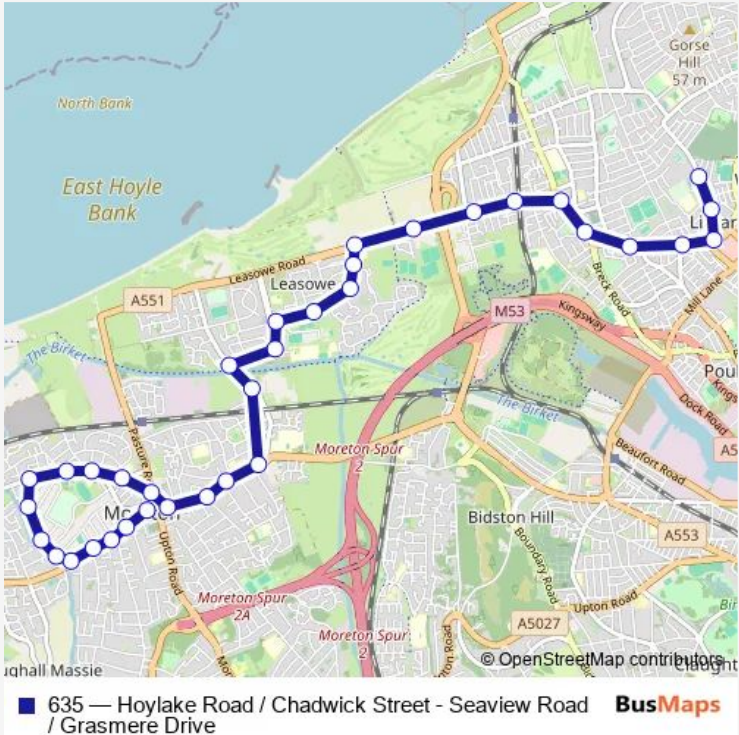 Gorse
Hill
57 m
North Bank
East Hoyle
Bank
Leasowe Road
Leasowe
A551
M53
Kingsway
Breck Road
Mill Lane
The Birket
The Birket
Dock Road
Pasture R
Moreton Spur
2
Beaufort Road
Bidston Hill
A553
Upton Road
Boundary Road
Upton Road
Moreton Spur
2A
A5027
Moreton Spur
2
© OpenStreetMap contributors
ughall Massie
635 — Hoylake Road / Chadwick Street - Seaview Road
/ Grasmere Drive
BusMaps